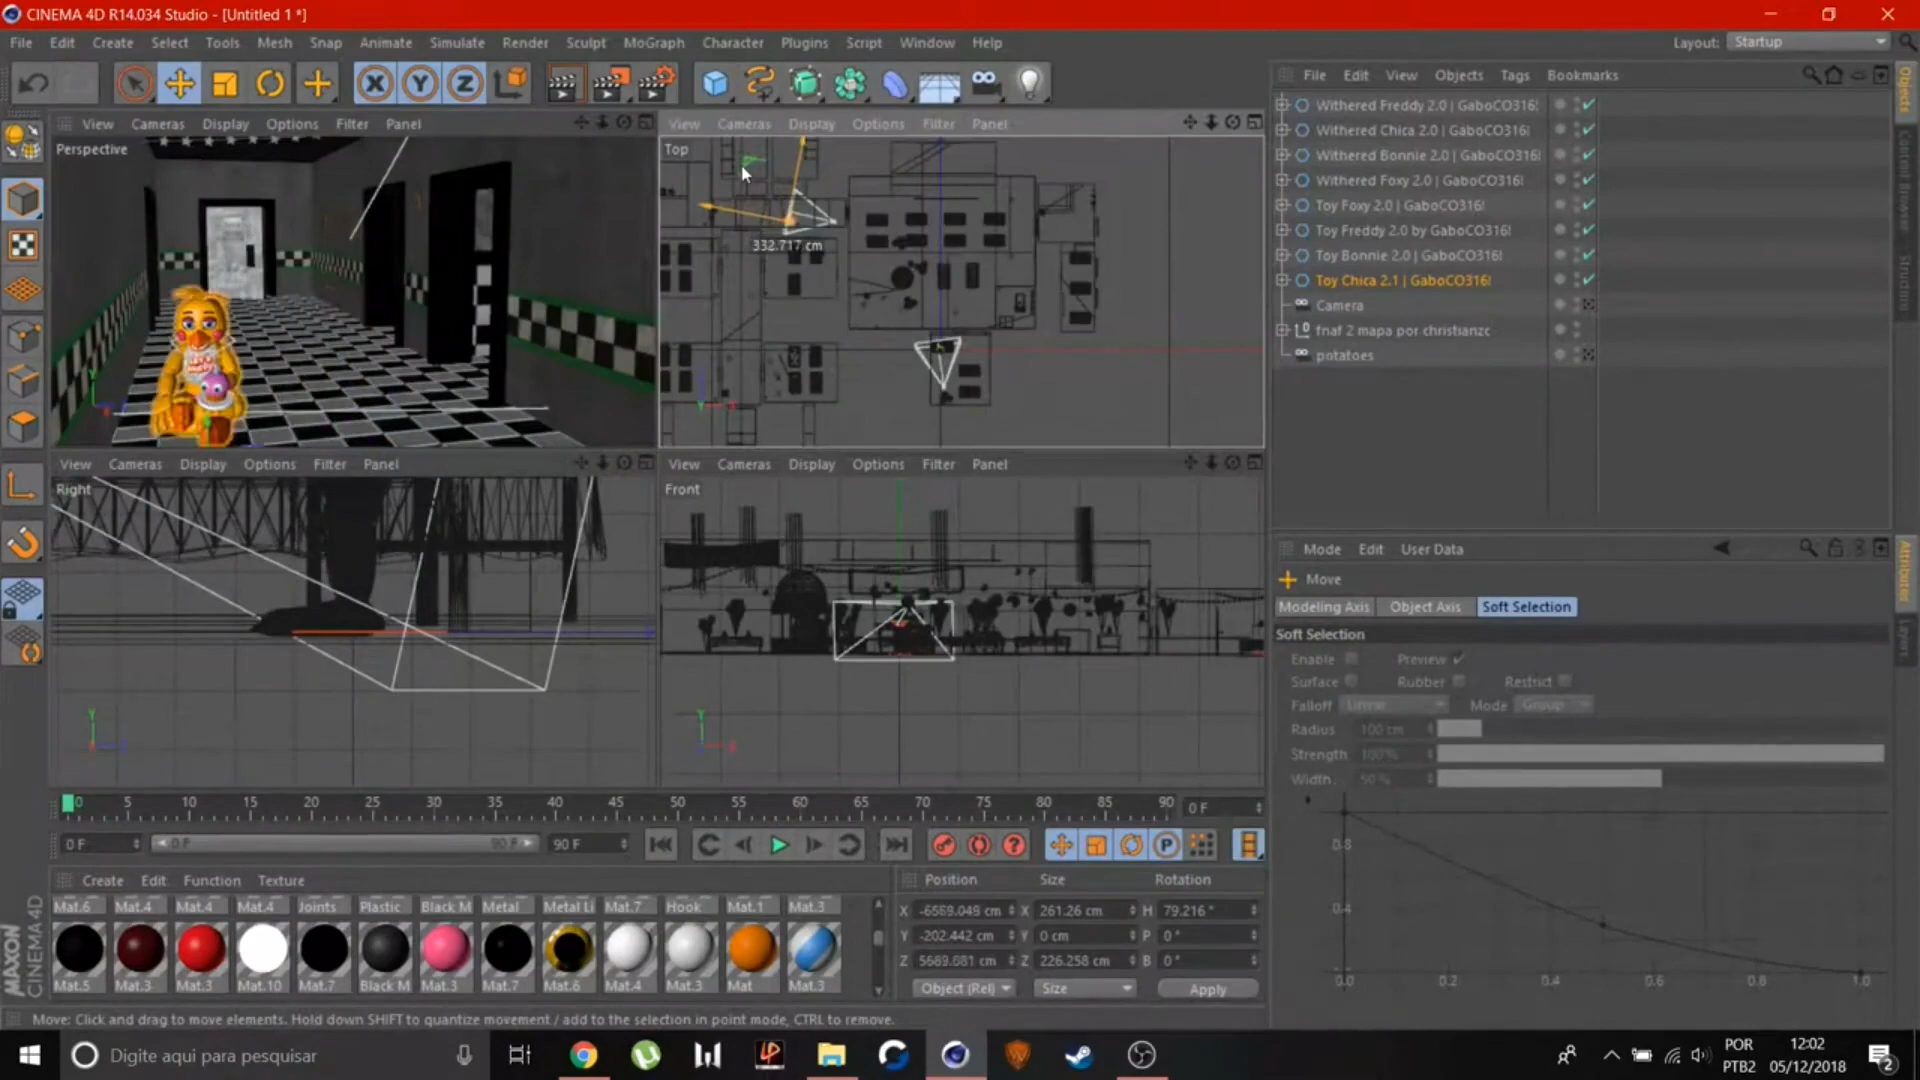 CINEMA 4D R14.034 Studio - [Untitled 1 *]
File Edit Create Select Tools Mesh Snap Animate Simulate Render Sculpt MoGraph Character Plugins Script Window Help
Layout: Startup
View Cameras Display Options Filter Panel
Perspective
View Cameras Display Options Filter Panel
Top
332.717 cm
View Cameras Display Options Filter Panel
Right
View Cameras Display Options Filter Panel
Front
File Edit View Objects Tags Bookmarks
Withered Freddy 2.0 | GaboCO316!
Withered Chica 2.0 | GaboCO316!
Withered Bonnie 2.0 | GaboCO316!
Withered Foxy 2.0 | GaboCO316!
Toy Foxy 2.0 | GaboCO316!
Toy Freddy 2.0 by GaboCO316!
Toy Bonnie 2.0 | GaboCO316!
Toy Chica 2.1 | GaboCO316!
Camera
fnaf 2 mapa por christianzc
potatoes
Objects
Content Browser
Structure
Mode Edit User Data
Move
Modeling Axis Object Axis Soft Selection
Soft Selection
Enable Preview
Surface Rubber Restrict
Falloff Linear Mode Group
Radius 100 cm
Strength 100%
Width 50%
0.8
0.4
0.0 0.2 0.4 0.6 0.8 1.0
Attributes
Layers
0 5 10 15 20 25 30 35 40 45 50 55 60 65 70 75 80 85 90 0 F
0 F 0 F 90 F 90 F
Create Edit Function Texture
Mat.6 Mat.4 Mat.4 Mat.4 Joints Plastic Black M Metal Metal Li Mat.7 Hook Mat.1 Mat.3
Mat.5 Mat.3 Mat.3 Mat.10 Mat.7 Black M Mat.3 Mat.7 Mat.6 Mat.4 Mat.3 Mat Mat.3
Position Size Rotation
X -6569.049 cm X 261.26 cm H 79.216 °
Y -202.442 cm Y 0 cm P 0 °
Z 5689.681 cm Z 226.258 cm B 0 °
Object (Rel) Size Apply
MAXON
CINEMA 4D
Move: Click and drag to move elements. Hold down SHIFT to quantize movement / add to the selection in point mode, CTRL to remove.
Digite aqui para pesquisar
POR
PTB2
12:02
05/12/2018
2